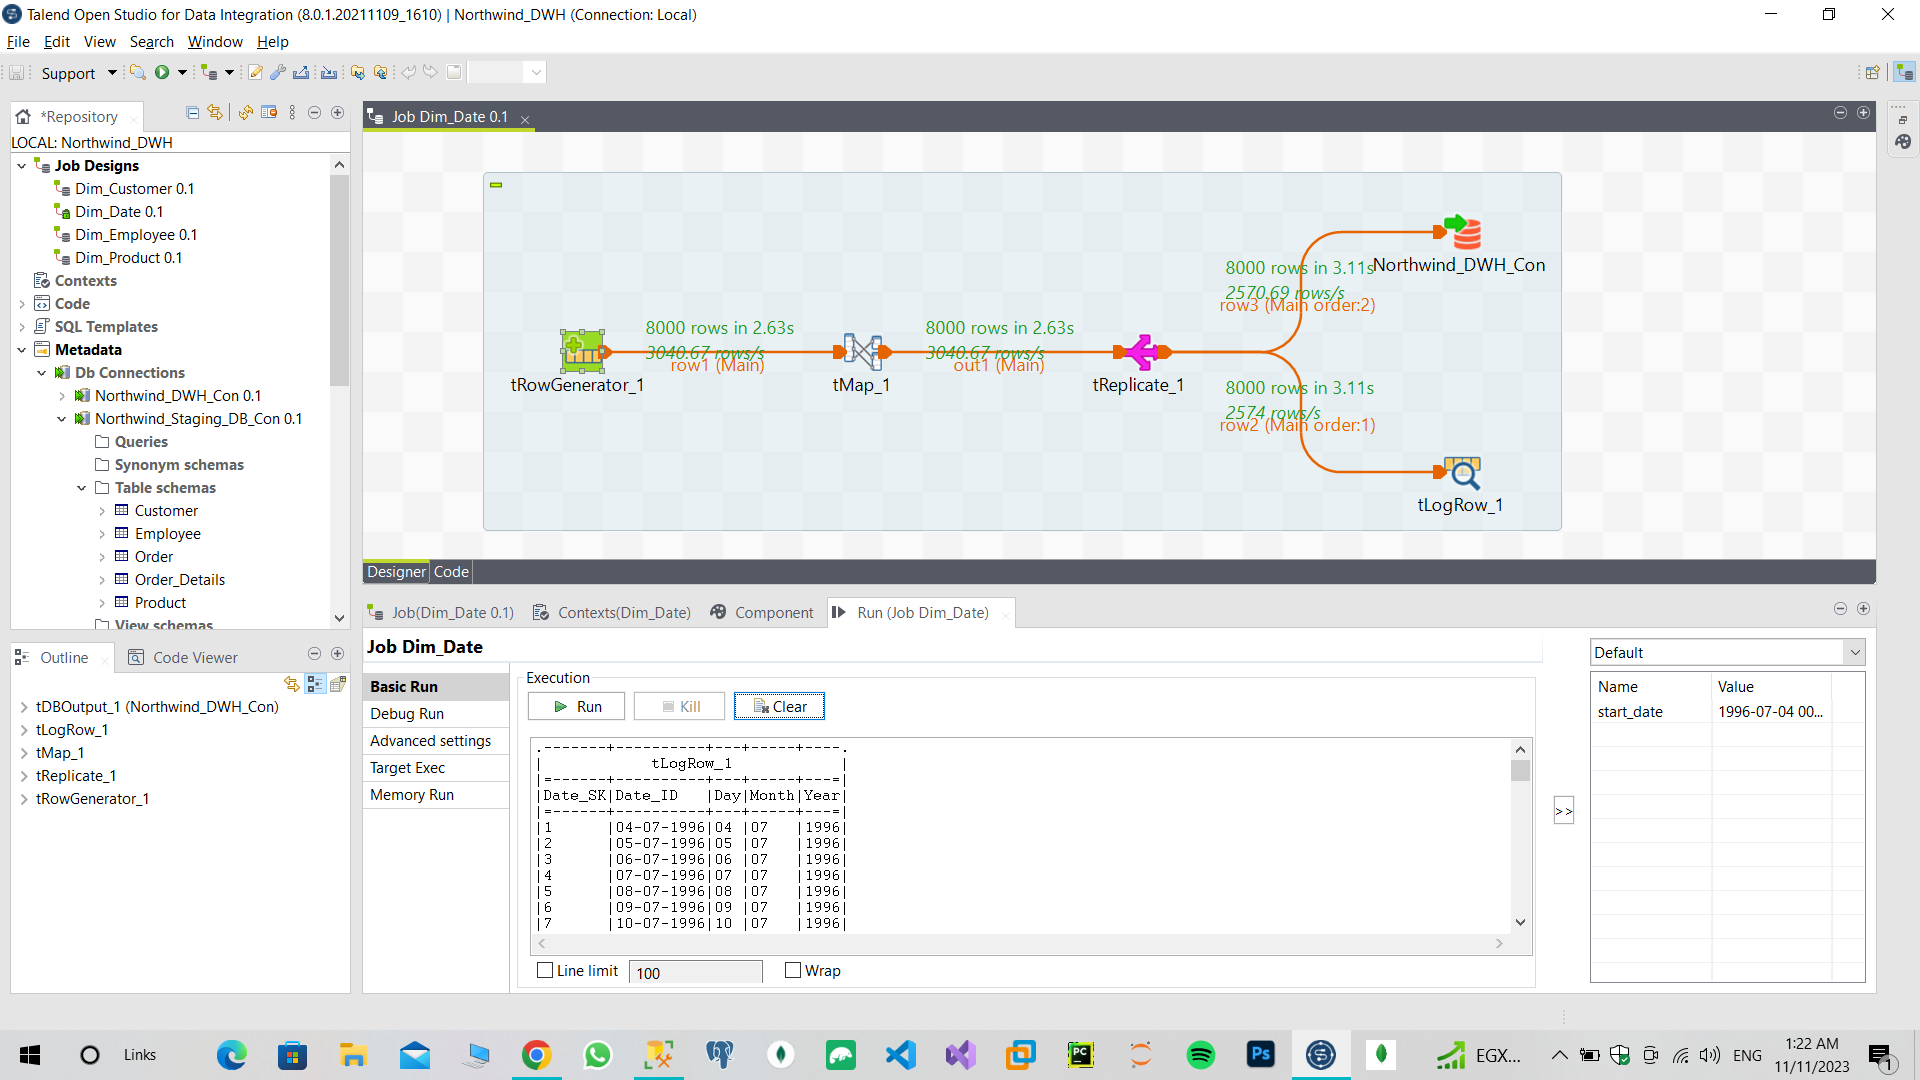 Talend Open Studio for Data Integration (8.0.1.20211109_1610) | Northwind_DWH (Connection: Local)
File Edit View Search Window Help
Support
*Repository
LOCAL: Northwind_DWH
Job Designs
Dim_Customer 0.1
Dim_Date 0.1
Dim_Employee 0.1
Dim_Product 0.1
Contexts
Code
SQL Templates
Metadata
Db Connections
Northwind_DWH_Con 0.1
Northwind_Staging_DB_Con 0.1
Queries
Synonym schemas
Table schemas
Customer
Employee
Order
Order_Details
Product
View schemas
Outline
Code Viewer
tDBOutput_1 (Northwind_DWH_Con)
tLogRow_1
tMap_1
tReplicate_1
tRowGenerator_1
Job Dim_Date 0.1
8000 rows in 2.63s
3040.67 rows/s
row1 (Main)
tRowGenerator_1
tMap_1
8000 rows in 2.63s
3040.67 rows/s
out1 (Main)
tReplicate_1
8000 rows in 3.11s
2570.69 rows/s
row3 (Main order:2)
Northwind_DWH_Con
8000 rows in 3.11s
2574 rows/s
row2 (Main order:1)
tLogRow_1
Designer Code
Job(Dim_Date 0.1) Contexts(Dim_Date) Component Run (Job Dim_Date)
Job Dim_Date
Basic Run
Debug Run
Advanced settings
Target Exec
Memory Run
Execution
Run Kill Clear
.-------+----------+---+-----+----.
| tLogRow_1 |
|=------+----------+---+-----+---=|
|Date_SK|Date_ID |Day|Month|Year|
|=------+----------+---+-----+---=|
|1 |04-07-1996|04 |07 |1996|
|2 |05-07-1996|05 |07 |1996|
|3 |06-07-1996|06 |07 |1996|
|4 |07-07-1996|07 |07 |1996|
|5 |08-07-1996|08 |07 |1996|
|6 |09-07-1996|09 |07 |1996|
|7 |10-07-1996|10 |07 |1996|
Line limit 100 Wrap
>>
Default
Name Value
start_date 1996-07-04 00...
Links
PC
Ps
EGX...
ENG
1:22 AM
11/11/2023
1